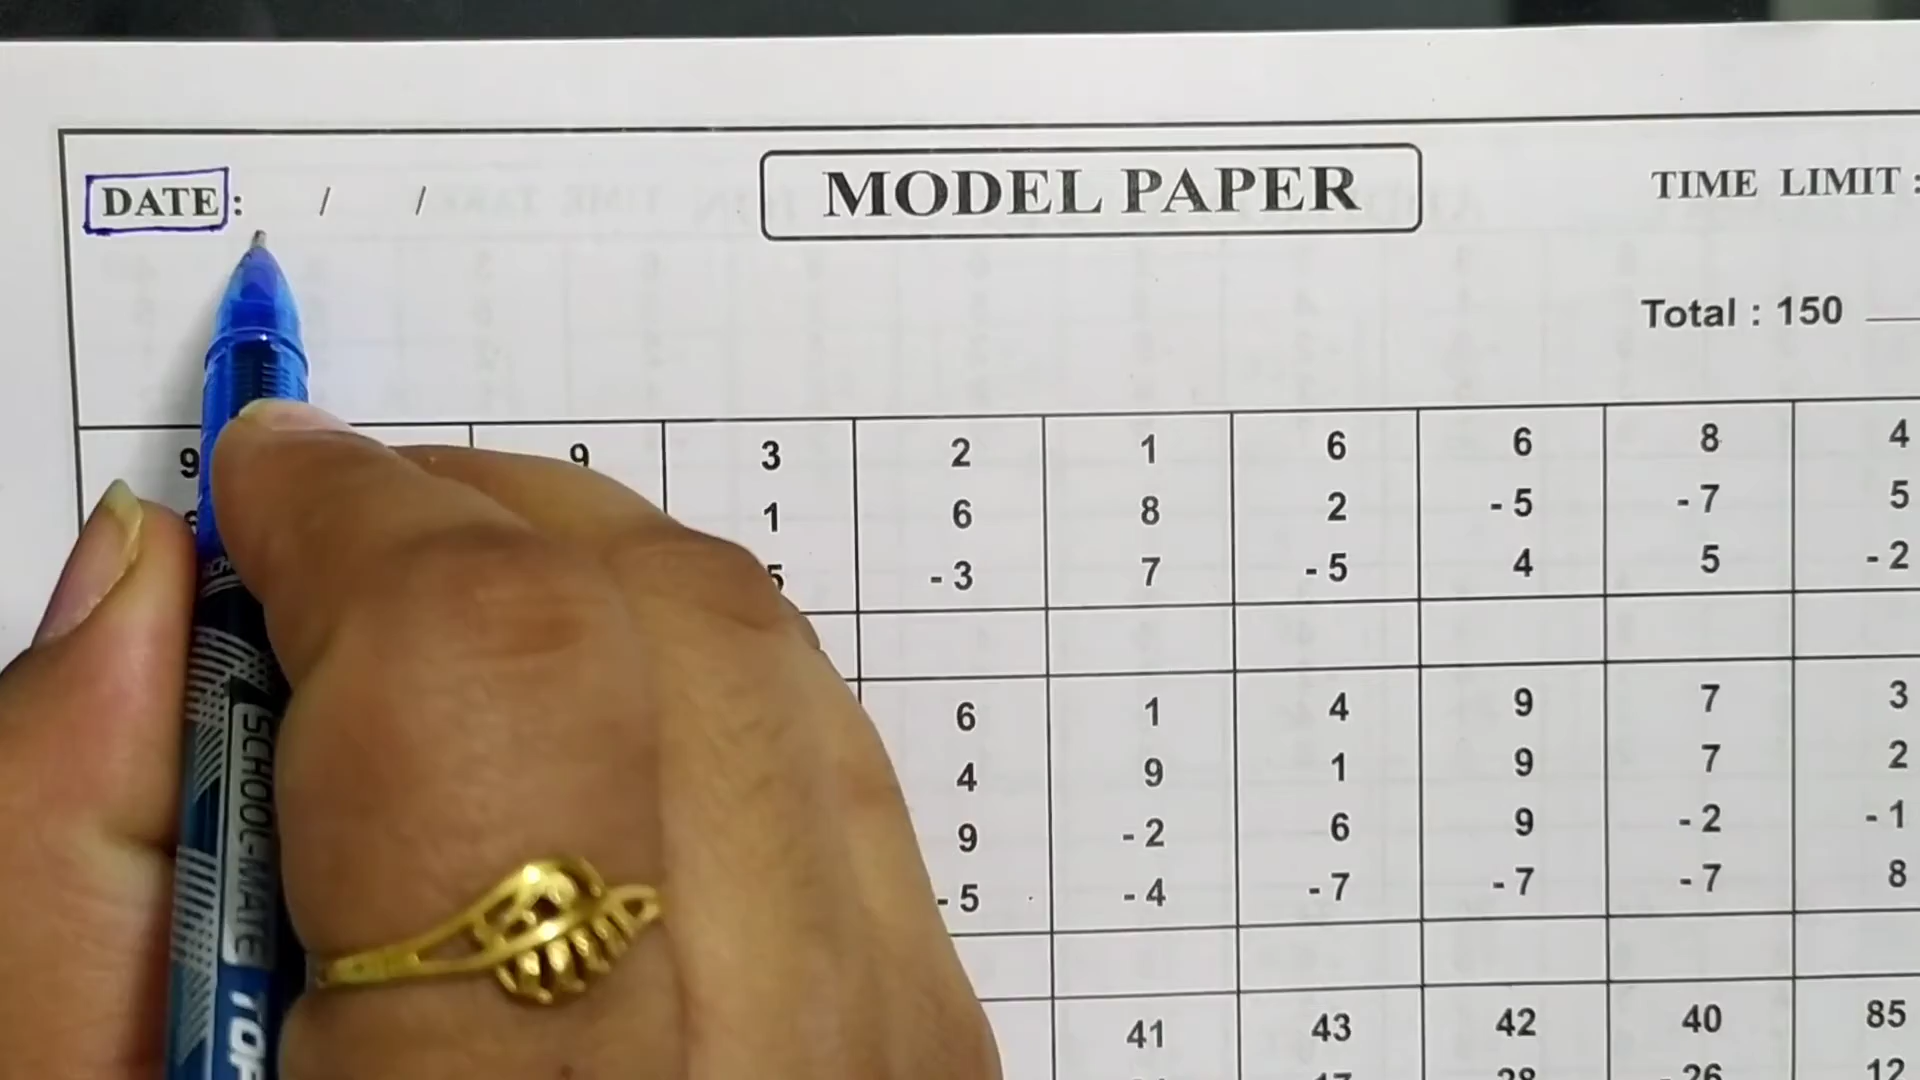 DATE : / / MODEL PAPER TIME LIMIT :
Total : 150
9 9 3 2 1 6 6 8 4
1 6 8 2 - 5 - 7 5
5 - 3 7 - 5 4 5 - 2
6 1 4 9 7 3
4 9 1 9 7 2
9 - 2 6 9 - 2 - 1
- 5 - 4 - 7 - 7 - 7 8
41 43 42 40 85
12
SCHOOL-MATE